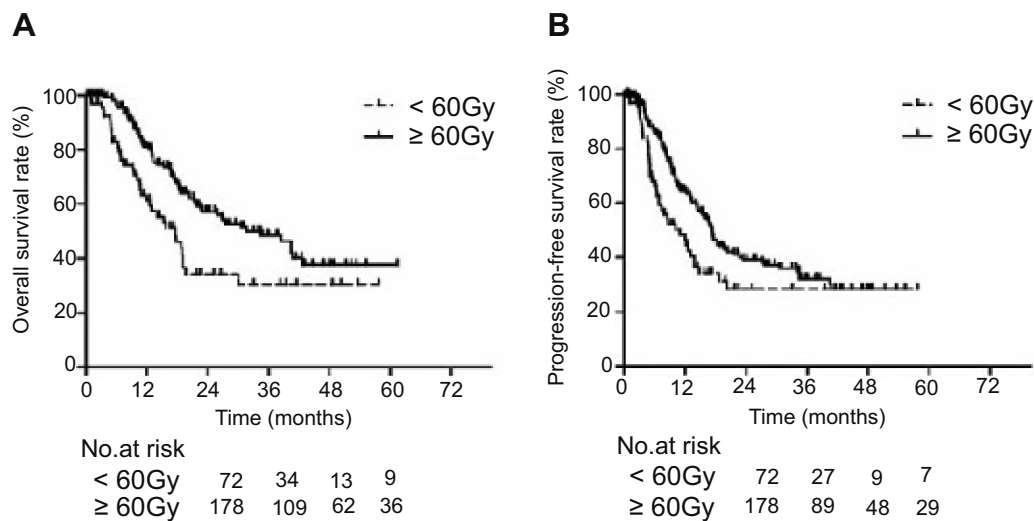 A
Overall survival rate (%)
100
80
60
40
30
20
0
< 60Gy
≥ 60Gy
0 12 24 36 48 60 72
Time (months)
No.at risk
< 60Gy 72 34 13 9
≥ 60Gy 178 109 62 36
B
Progression-free survival rate (%)
100
80
60
40
20
0
< 60Gy
≥ 60Gy
0 12 24 36 48 60 72
Time (months)
No.at risk
< 60Gy 72 27 9 7
≥ 60Gy 178 89 48 29